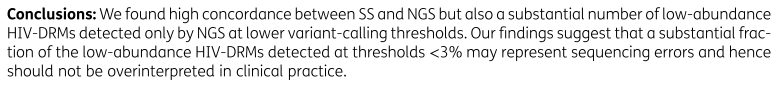 Conclusions: We found high concordance between SS and NGS but also a substantial number of low-abundance
HIV-DRMs detected only by NGS at lower variant-calling thresholds. Our findings suggest that a substantial frac-
tion of the low-abundance HIV-DRMs detected at thresholds <3% may represent sequencing errors and hence
should not be overinterpreted in clinical practice.